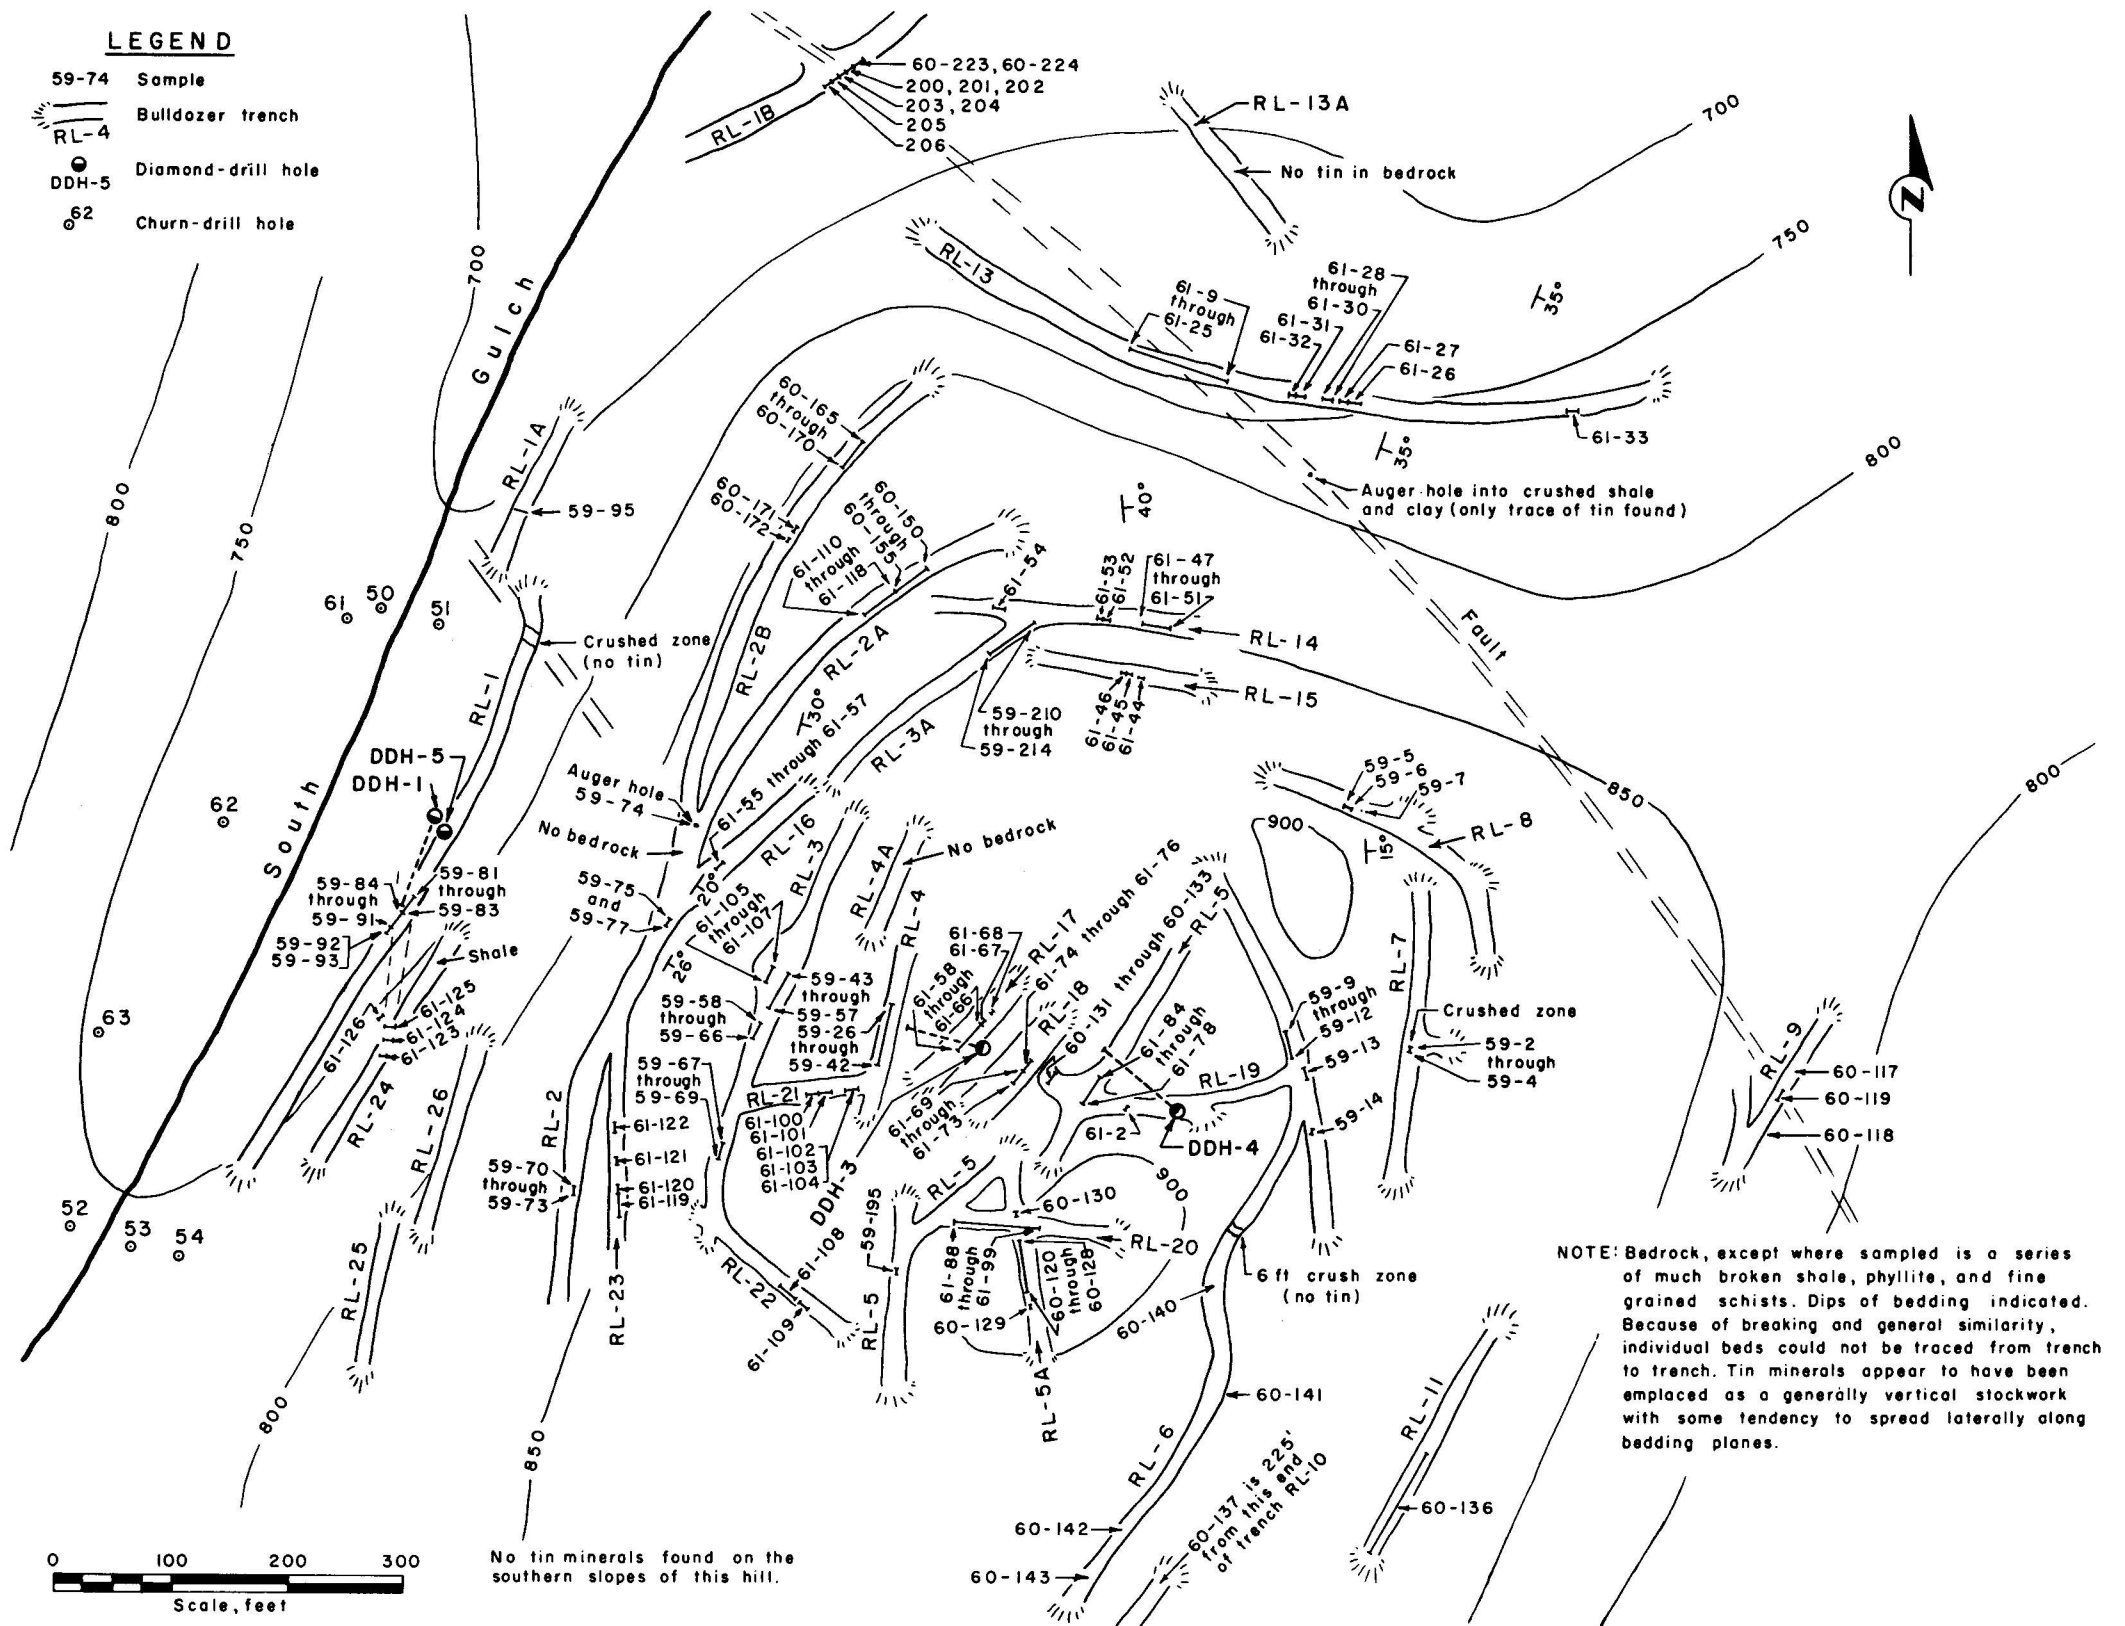 LEGEND
59-74 Sample
Bulldozer trench
RL-4
Diamond-drill hole
DDH-5
62
Churn-drill hole
60-223, 60-224
200, 201, 202
203, 204
205
206
RL-1B
RL-13A
No tin in bedrock
700
750
800
N
RL-13
61-9
through
61-25
61-28
through
61-30
61-31
61-32
61-27
61-26
61-33
35°
35°
Auger hole into crushed shale
and clay (only trace of tin found)
40°
Fault
700
South Gulch
800
750
RL-1A
59-95
61
50
51
Crushed zone
(no tin)
RL-1
DDH-5
DDH-1
62
63
52
53
54
60-165
through
60-170
60-171
60-172
60-150
through
60-155
61-110
through
61-118
RL-2B
RL-2A
61-54
61-53
61-52
61-47
through
61-51
RL-14
RL-15
61-46
61-45
61-44
59-210
through
59-214
RL-3A
30°
61-55 through 61-57
Auger hole
59-74
No bedrock
RL-16
RL-3
RL-4A
No bedrock
RL-4
59-75
and
59-77
20°
26°
61-105
through
61-107
59-84
through
59-91
59-81
through
59-83
59-92
59-93
Shale
61-125
61-124
61-123
61-126
RL-24
RL-26
RL-25
RL-2
59-43
through
59-57
59-58
through
59-66
59-26
through
59-42
59-67
through
59-69
RL-21
61-100
61-101
61-102
61-103
61-104
61-122
61-121
61-120
61-119
59-70
through
59-73
RL-23
RL-22
61-108
61-109
DDH-3
61-68
61-67
61-58
through
61-66
RL-17
61-74 through 61-76
RL-18
60-131 through 60-133
RL-5
61-69
through
61-73
61-84
through
61-78
RL-19
61-2
DDH-4
59-5
59-6
59-7
RL-8
900
15°
850
800
RL-7
59-9
through
59-12
59-13
59-14
Crushed zone
59-2
through
59-4
RL-9
60-117
60-119
60-118
RL-5
59-195
RL-5
900
60-130
RL-20
61-88
through
61-99
60-120
through
60-128
60-129
RL-5A
6 ft crush zone
(no tin)
60-140
60-141
RL-6
60-142
60-143
60-137 is 225'
from this end
of trench RL-10
RL-11
60-136
800
850
NOTE: Bedrock, except where sampled is a series
of much broken shale, phyllite, and fine
grained schists. Dips of bedding indicated.
Because of breaking and general similarity,
individual beds could not be traced from trench
to trench. Tin minerals appear to have been
emplaced as a generally vertical stockwork
with some tendency to spread laterally along
bedding planes.
No tin minerals found on the
southern slopes of this hill.
0 100 200 300
Scale, feet